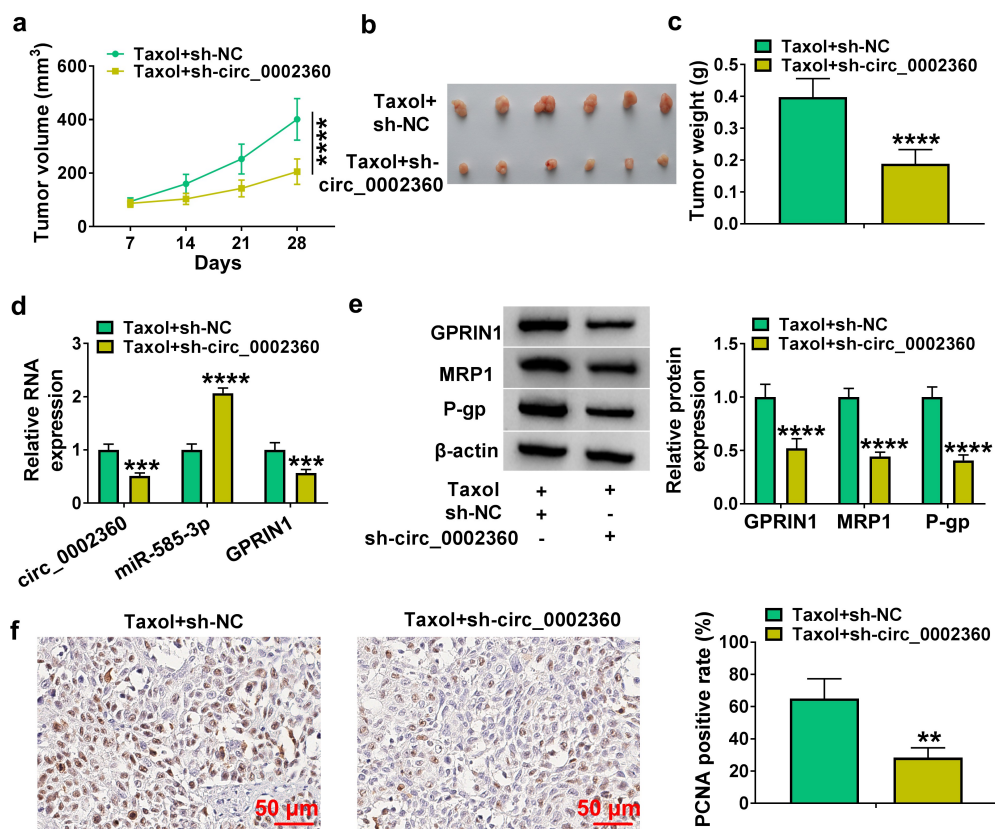 a
Taxol+sh-NC
Taxol+sh-circ_0002360
Tumor volume (mm³)
600
400
200
0
7 14 21 28
Days
****
b
Taxol+
sh-NC
Taxol+sh-
circ_0002360
c
Taxol+sh-NC
Taxol+sh-circ_0002360
Tumor weight (g)
0.5
0.4
0.3
0.2
0.1
0.0
****
d
Taxol+sh-NC
Taxol+sh-circ_0002360
Relative RNA
expression
3
2
1
0
*** **** ***
circ_0002360 miR-585-3p GPRIN1
e
GPRIN1
MRP1
P-gp
β-actin
Taxol + +
sh-NC + -
sh-circ_0002360 - +
Taxol+sh-NC
Taxol+sh-circ_0002360
Relative protein
expression
1.5
1.0
0.5
0.0
**** **** ****
GPRIN1 MRP1 P-gp
f
Taxol+sh-NC
50 μm
Taxol+sh-circ_0002360
50 μm
Taxol+sh-NC
Taxol+sh-circ_0002360
PCNA positive rate (%)
100
80
60
40
20
0
**